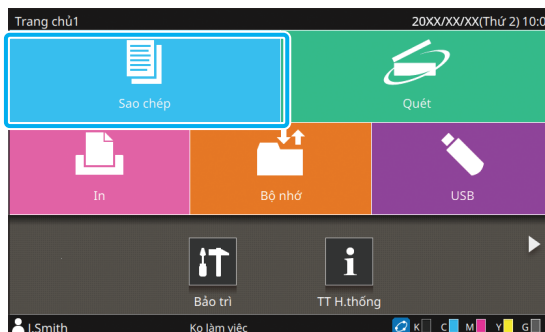 Trang chủ1 20XX/XX/XX(Thứ 2) 10:0
Sao chép Quét
In Bộ nhớ USB
Bảo trì TT H.thống
J.Smith Ko làm việc K C M Y G